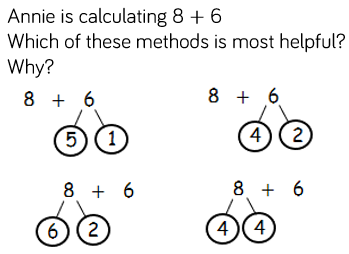 Annie is calculating 8 + 6
Which of these methods is most helpful?
Why?
8 + 6
5 1
8 + 6
4 2
8 + 6
6 2
8 + 6
4 4